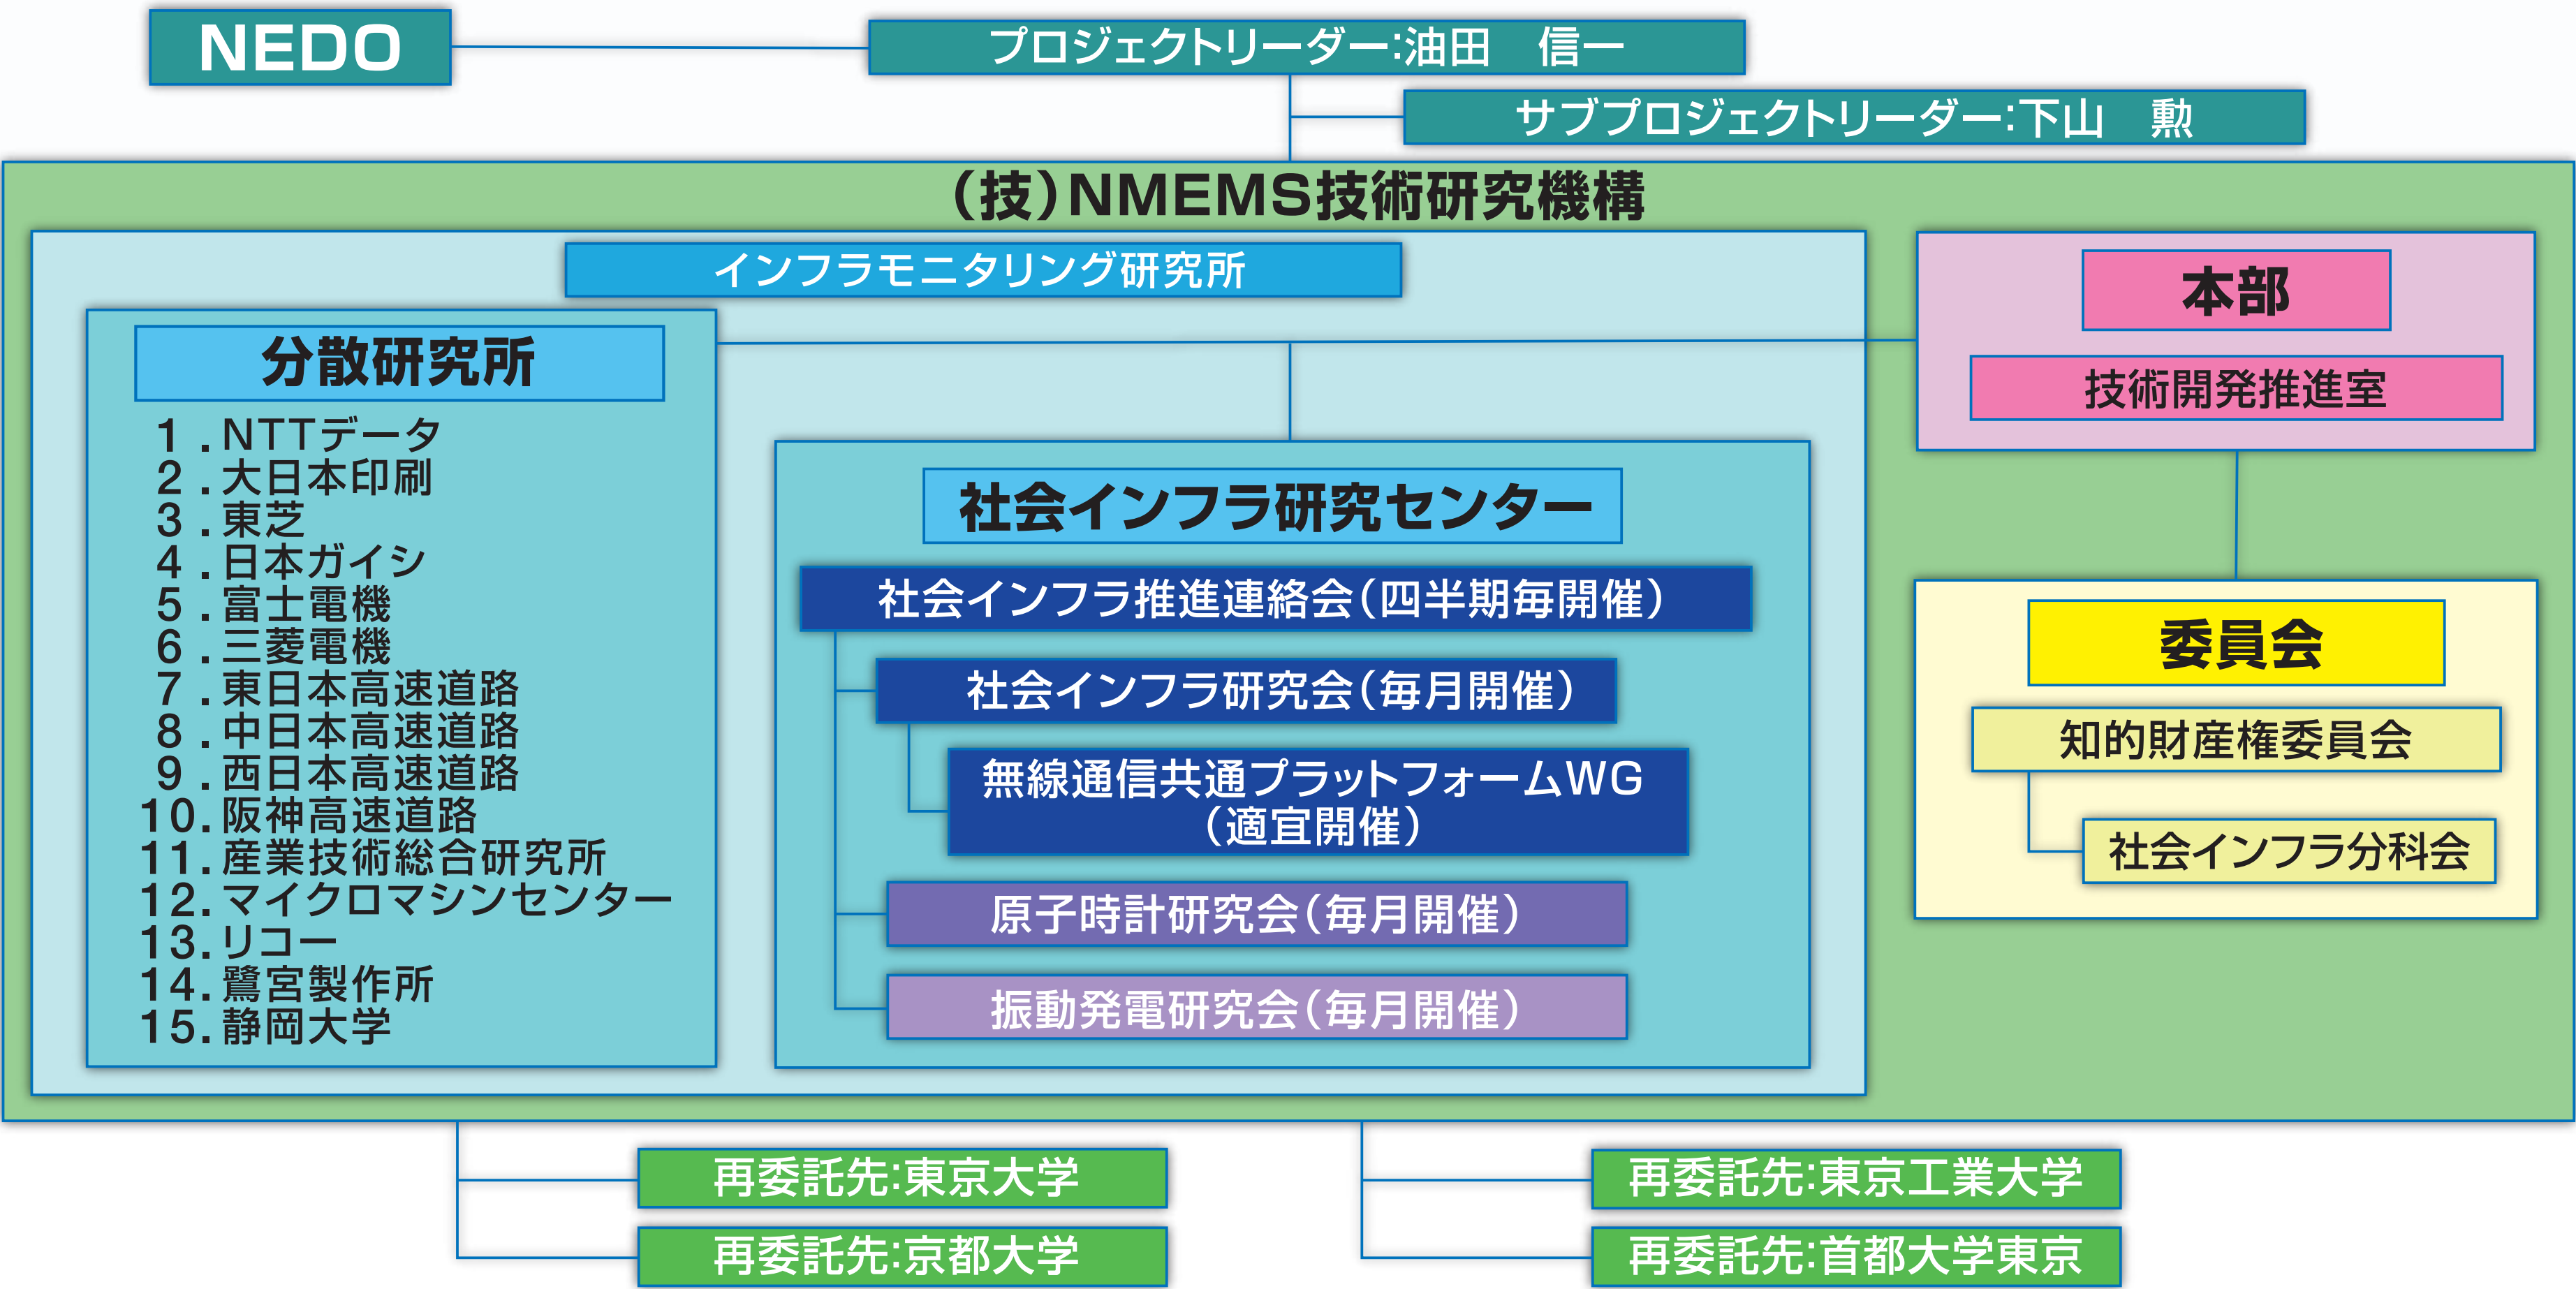 NEDO
プロジェクトリーダー:油田　信一
サブプロジェクトリーダー:下山　勲
(技)NMEMS技術研究機構
インフラモニタリング研究所
分散研究所
1.NTTデータ
2.大日本印刷
3.東芝
4.日本ガイシ
5.富士電機
6.三菱電機
7.東日本高速道路
8.中日本高速道路
9.西日本高速道路
10.阪神高速道路
11.産業技術総合研究所
12.マイクロマシンセンター
13.リコー
14.鷺宮製作所
15.静岡大学
社会インフラ研究センター
社会インフラ推進連絡会(四半期毎開催)
社会インフラ研究会(毎月開催)
無線通信共通プラットフォームWG
(適宜開催)
原子時計研究会(毎月開催)
振動発電研究会(毎月開催)
本部
技術開発推進室
委員会
知的財産権委員会
社会インフラ分科会
再委託先:東京大学
再委託先:京都大学
再委託先:東京工業大学
再委託先:首都大学東京